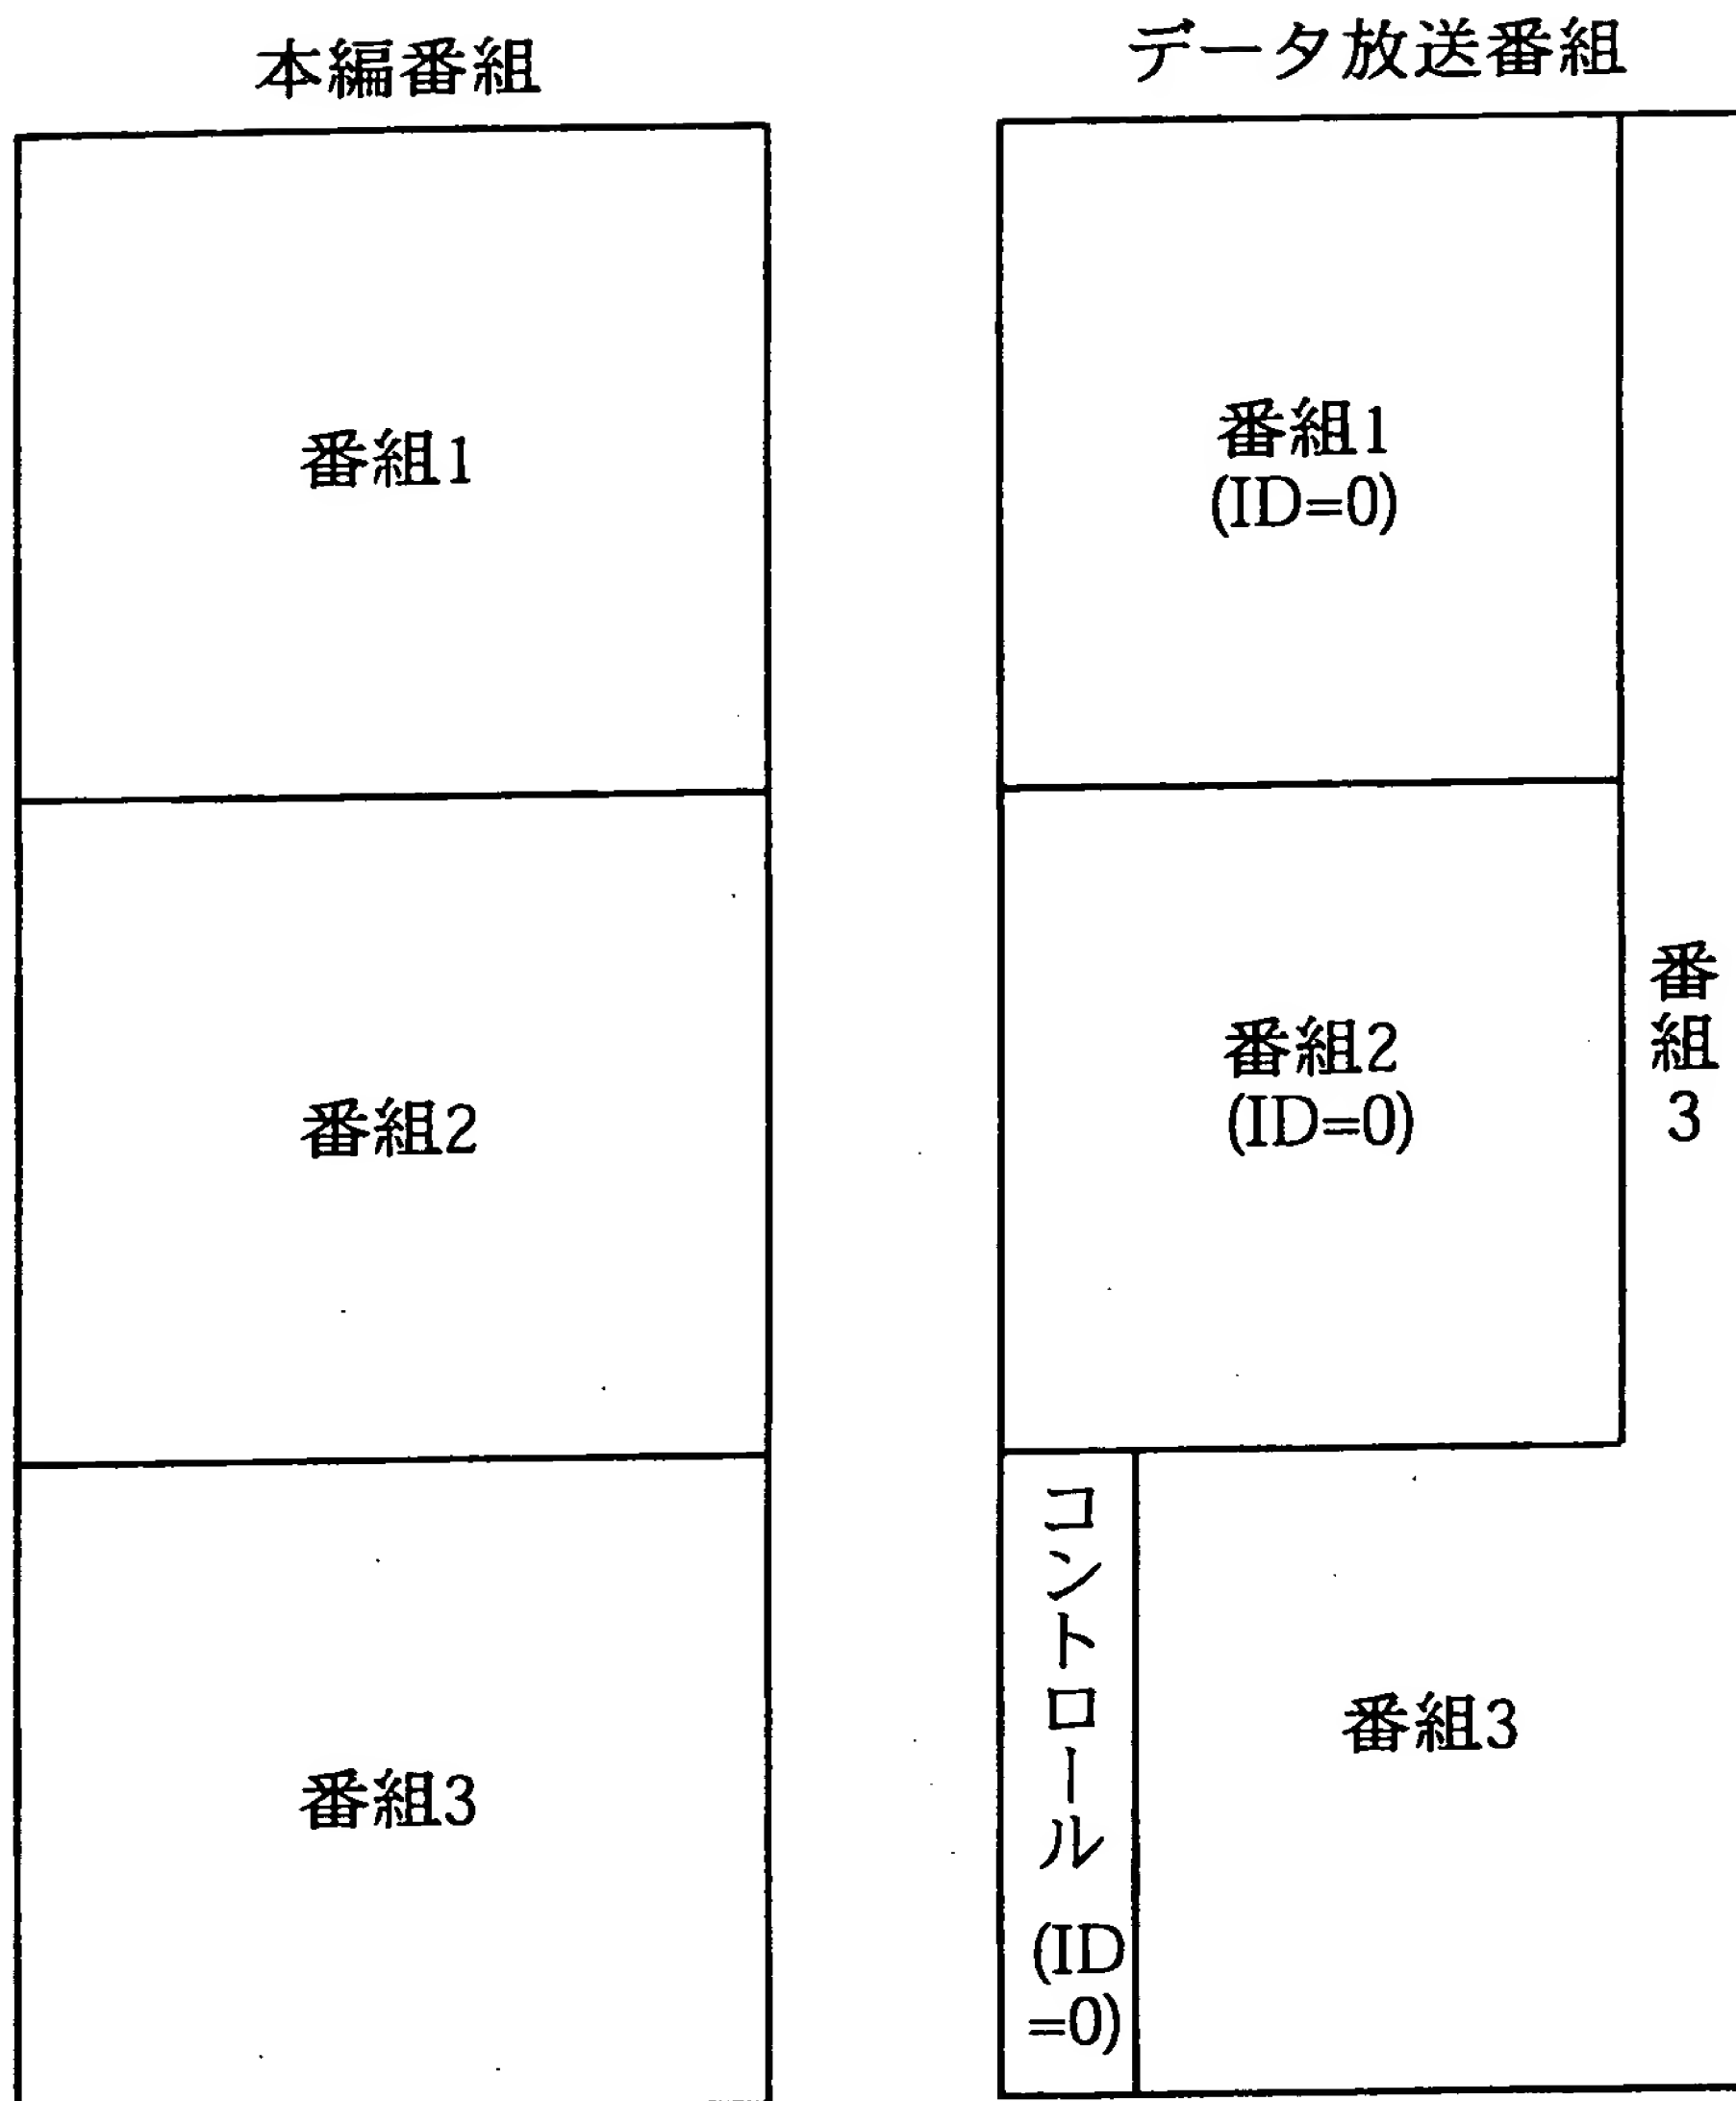 本編番組
番組1
番組2
番組3
データ放送番組
番組1
(ID=0)
番組2
(ID=0)
番組3
コントロール
(ID
=0)
番組3